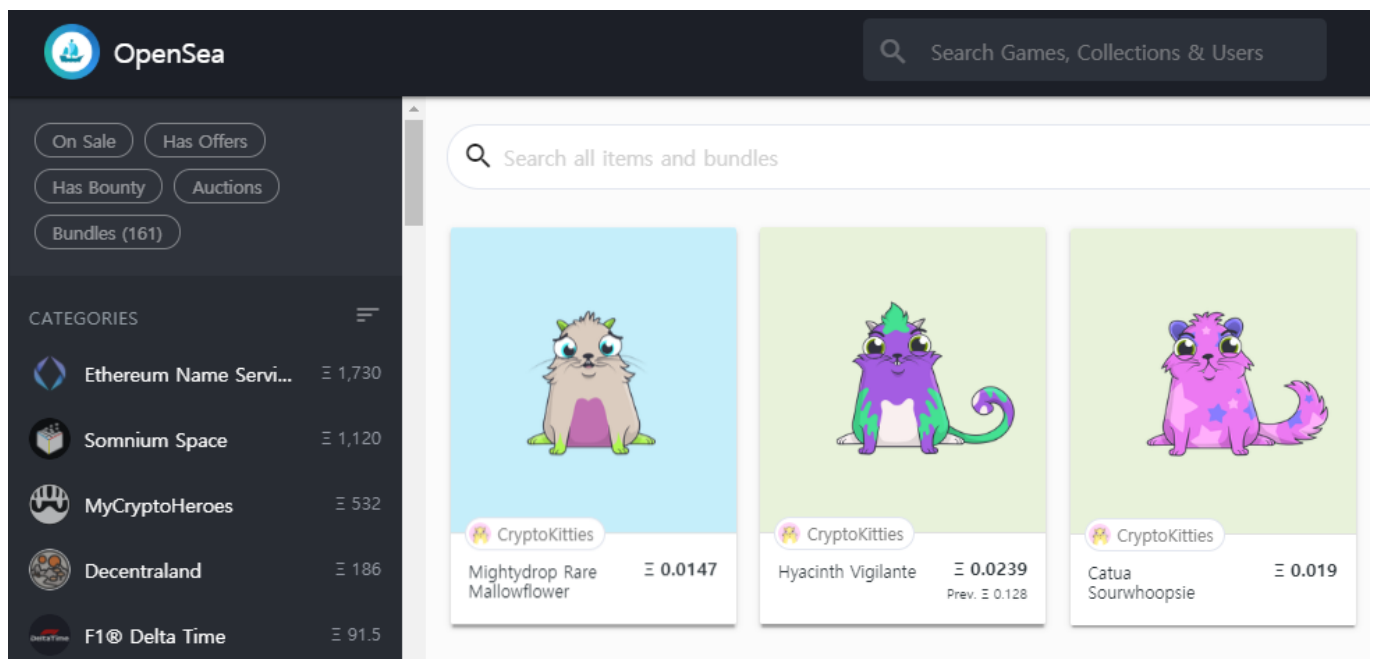 OpenSea
Search Games, Collections & Users
On Sale
Has Offers
Has Bounty
Auctions
Bundles (161)
CATEGORIES
Ethereum Name Servi... Ξ 1,730
Somnium Space Ξ 1,120
MyCryptoHeroes Ξ 532
Decentraland Ξ 186
DeltaTime
F1® Delta Time Ξ 91.5
Search all items and bundles
CryptoKitties
Mightydrop Rare Ξ 0.0147
Mallowflower
CryptoKitties
Hyacinth Vigilante Ξ 0.0239
Prev. Ξ 0.128
CryptoKitties
Catua Ξ 0.019
Sourwhoopsie